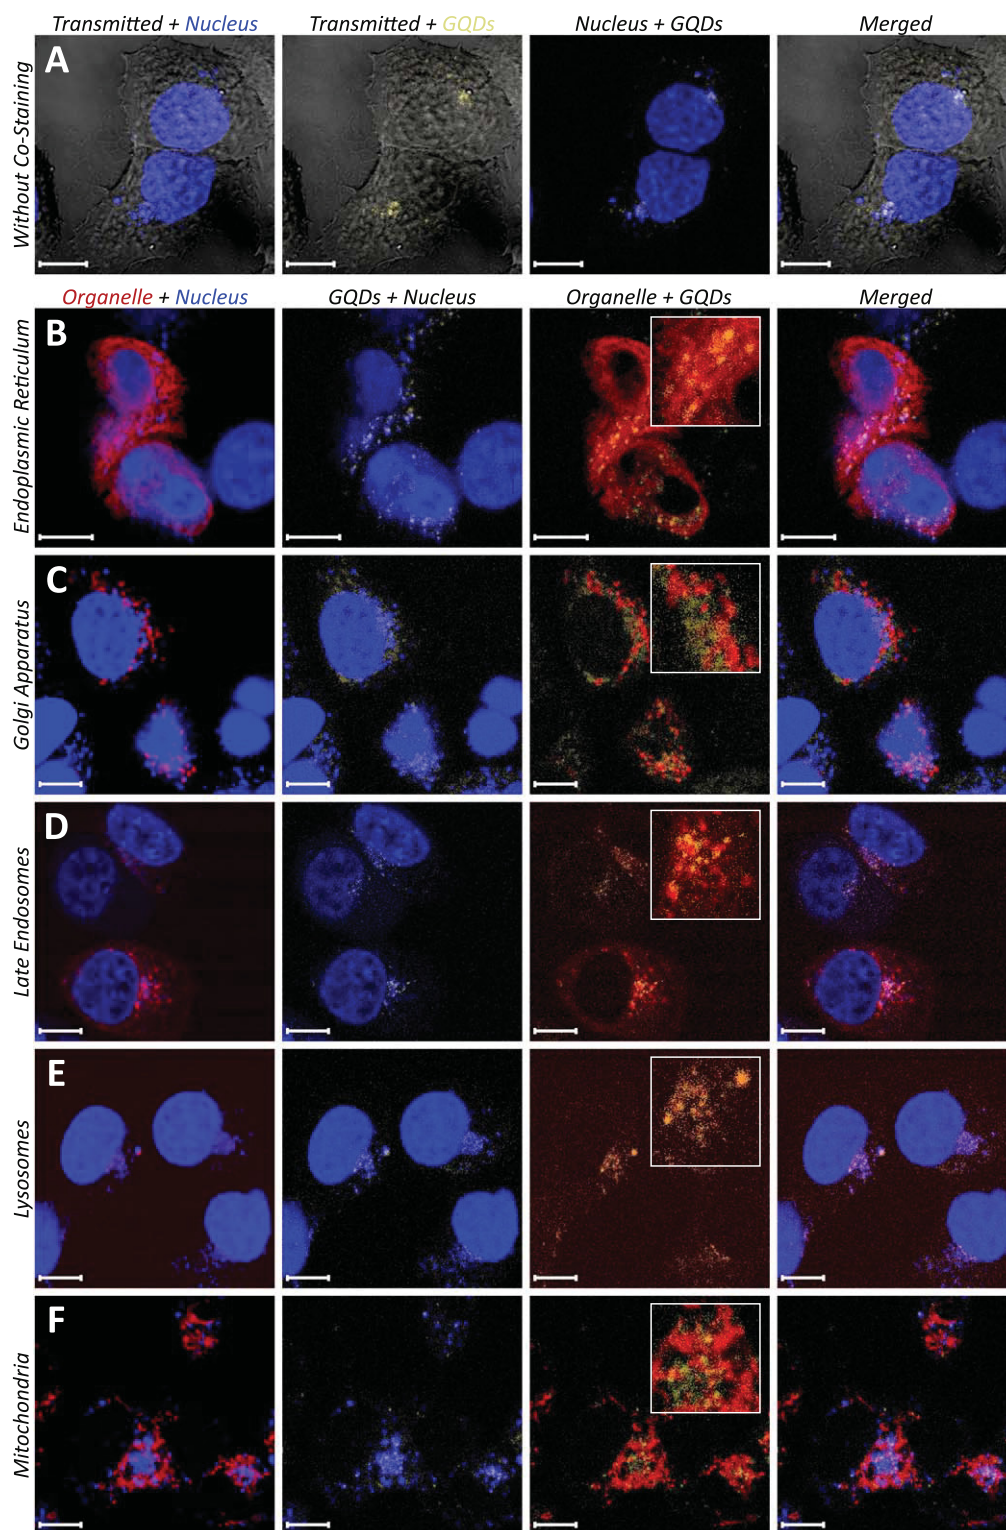 Transmitted + Nucleus
Transmitted + GQDs
Nucleus + GQDs
Merged
A
Without Co-Staining
Organelle + Nucleus
GQDs + Nucleus
Organelle + GQDs
Merged
B
Endoplasmic Reticulum
C
Golgi Apparatus
D
Late Endosomes
E
Lysosomes
F
Mitochondria